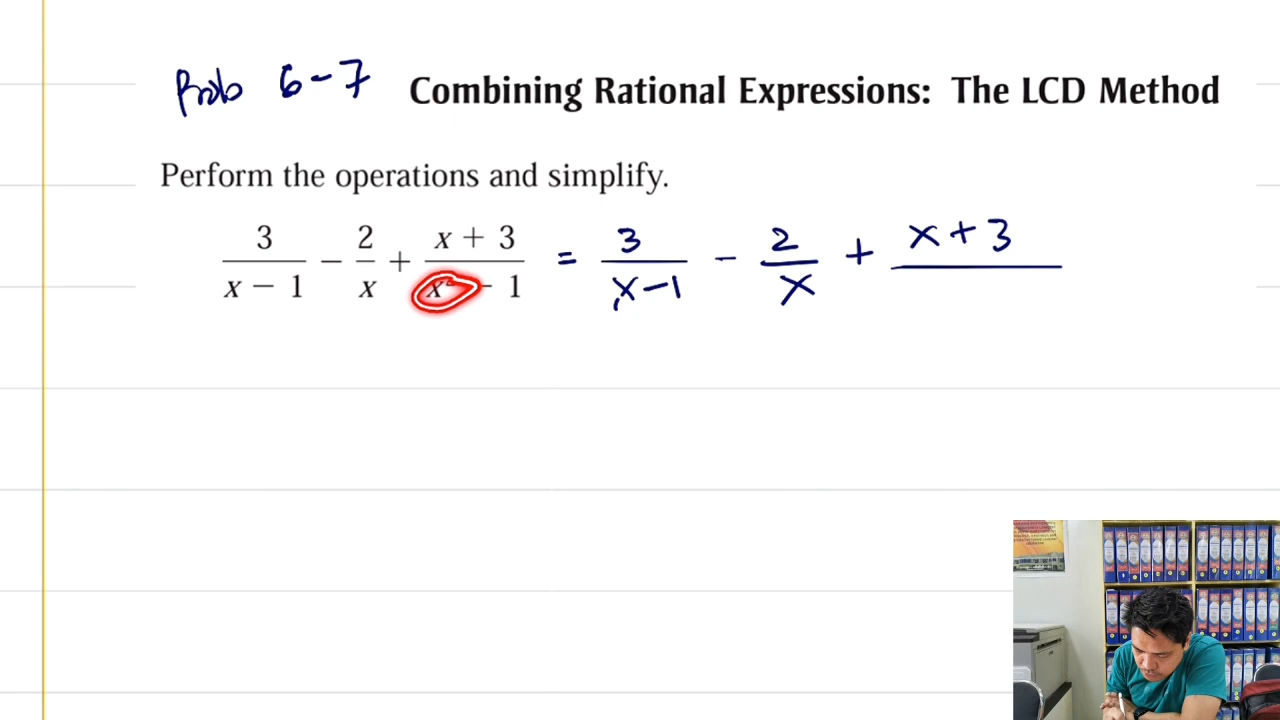 Prob 6-7 Combining Rational Expressions: The LCD Method
Perform the operations and simplify.
3/(x − 1) − 2/x + (x + 3)/(x² − 1) = 3/(x-1) - 2/x + x+3